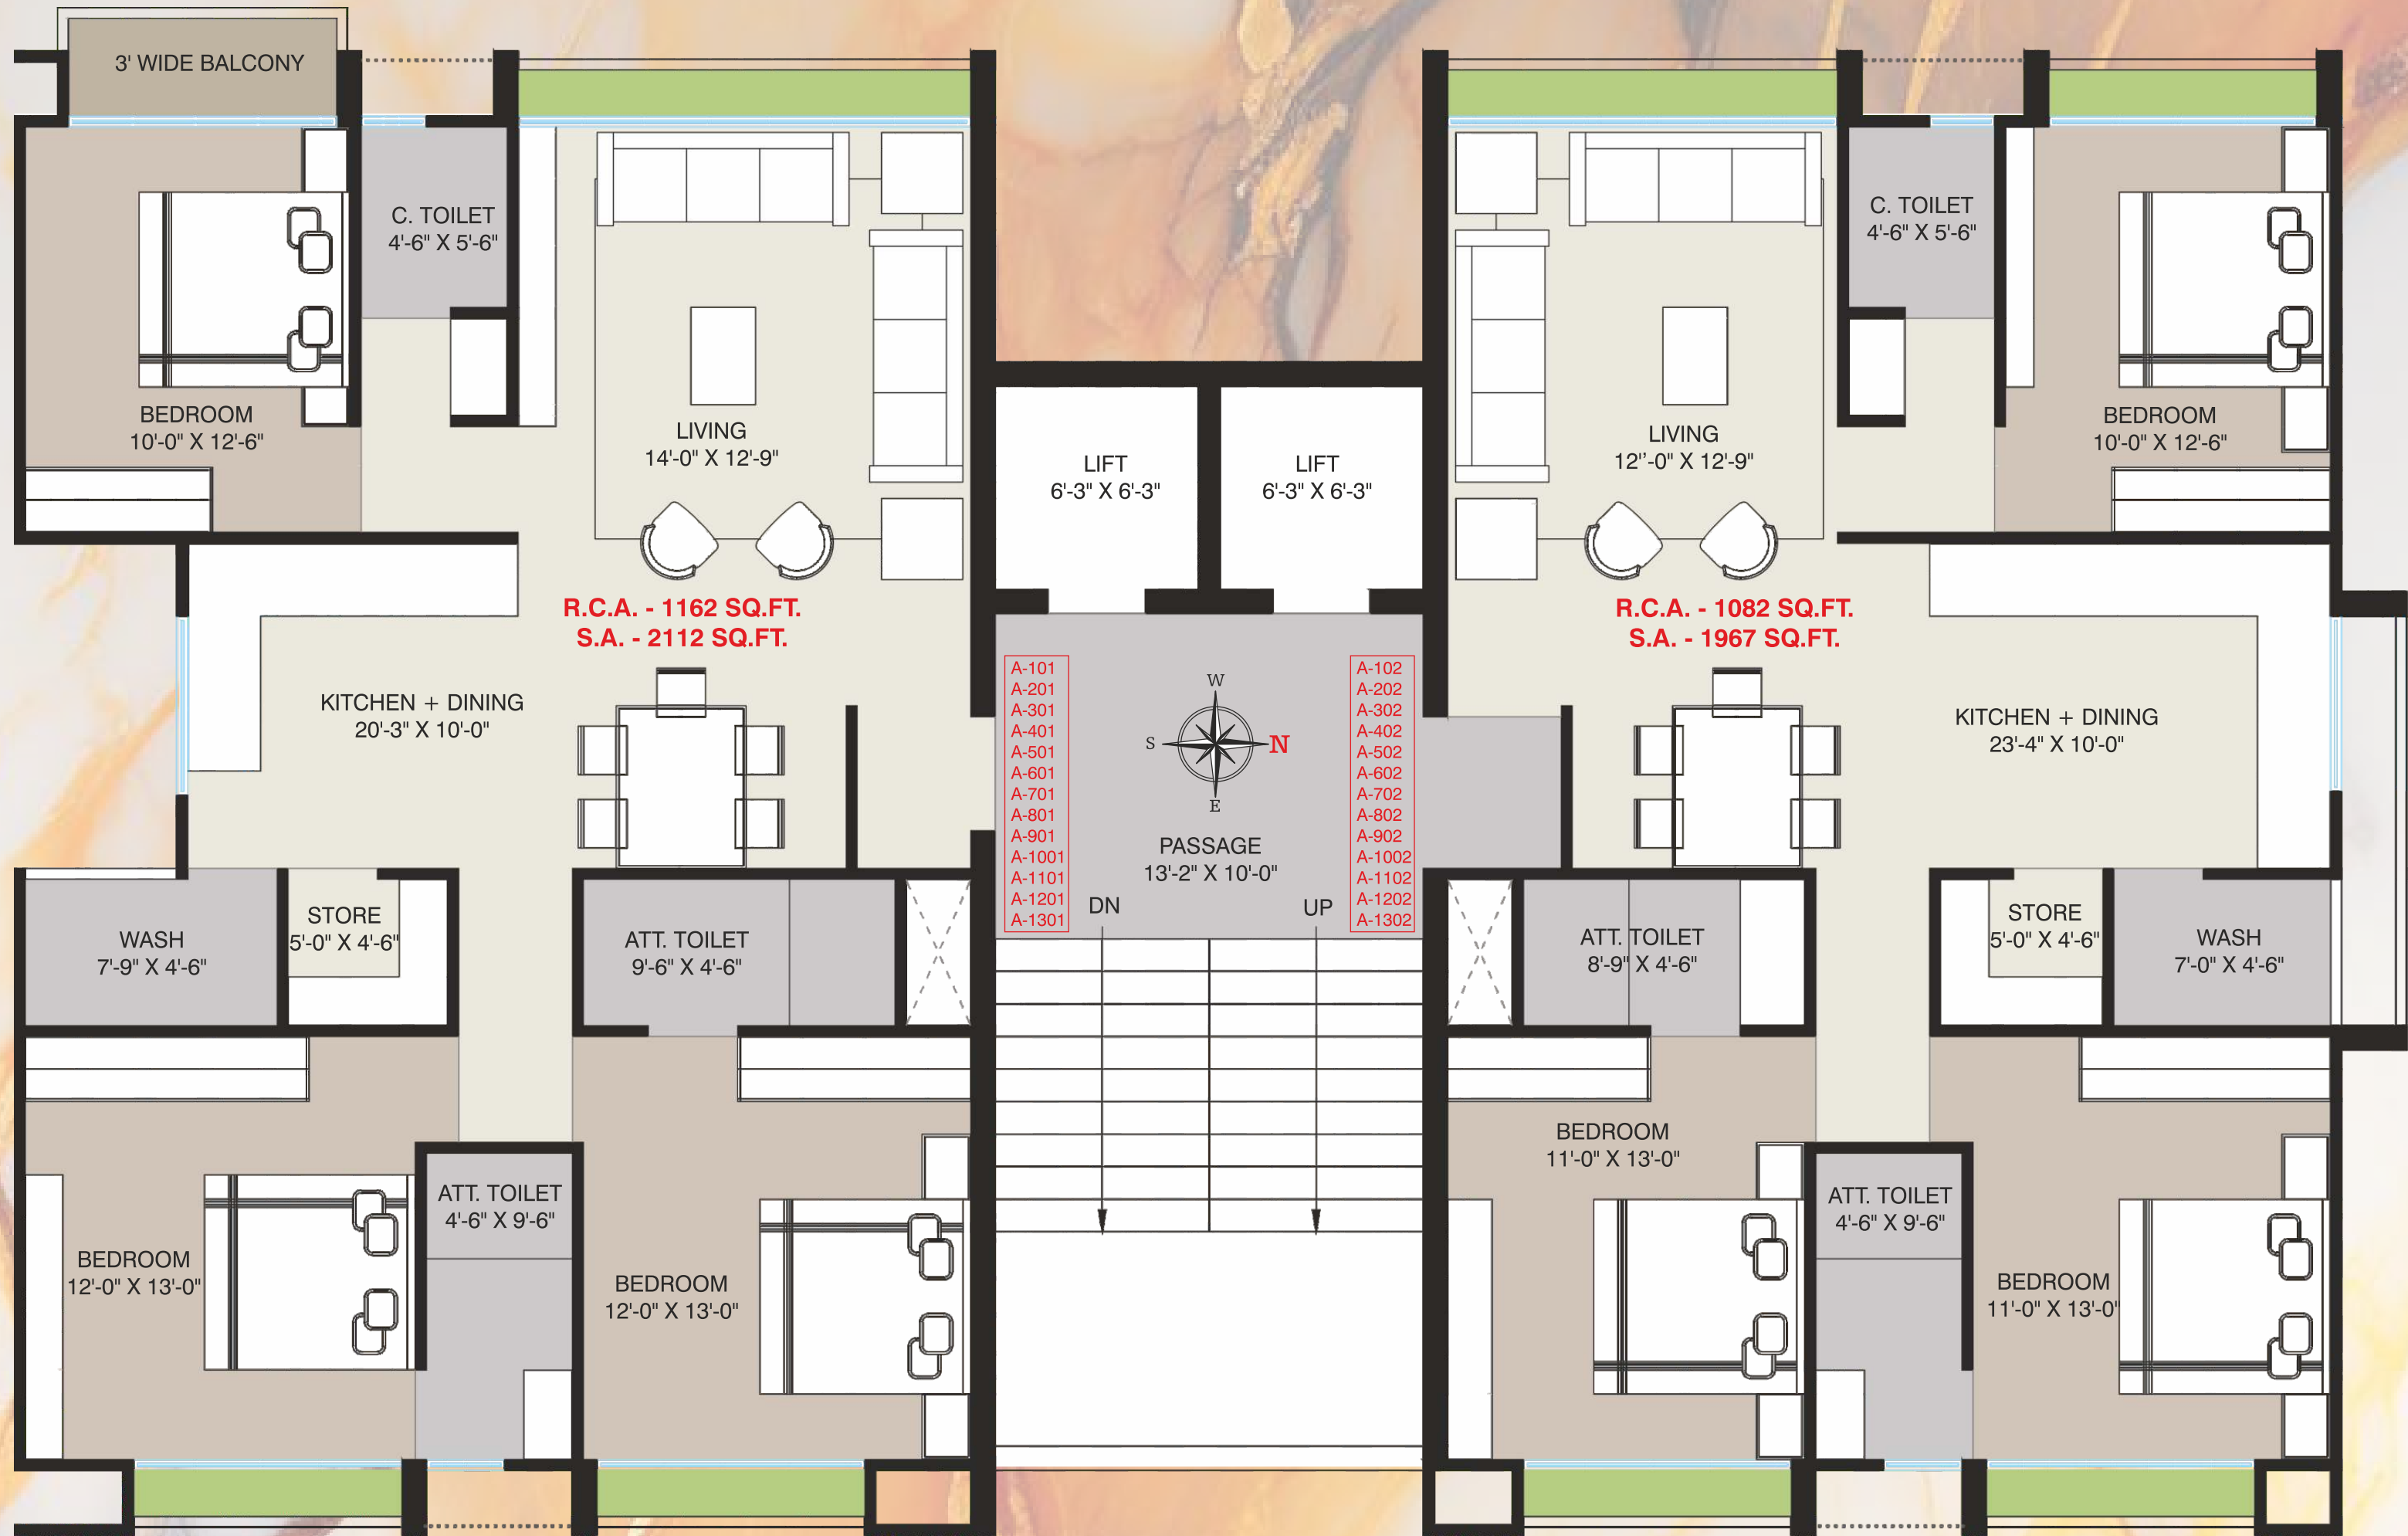 3' WIDE BALCONY
C. TOILET
4'-6" X 5'-6"
BEDROOM
10'-0" X 12'-6"
LIVING
14'-0" X 12'-9"
LIFT
6'-3" X 6'-3"
LIFT
6'-3" X 6'-3"
LIVING
12''-0" X 12'-9"
C. TOILET
4'-6" X 5'-6"
BEDROOM
10'-0" X 12'-6"
R.C.A. - 1162 SQ.FT.
S.A. - 2112 SQ.FT.
R.C.A. - 1082 SQ.FT.
S.A. - 1967 SQ.FT.
KITCHEN + DINING
20'-3" X 10'-0"
A-101
A-201
A-301
A-401
A-501
A-601
A-701
A-801
A-901
A-1001
A-1101
A-1201
A-1301
W
S
N
E
PASSAGE
13'-2" X 10'-0"
DN
UP
A-102
A-202
A-302
A-402
A-502
A-602
A-702
A-802
A-902
A-1002
A-1102
A-1202
A-1302
KITCHEN + DINING
23'-4" X 10'-0"
WASH
7'-9" X 4'-6"
STORE
5'-0" X 4'-6"
ATT. TOILET
9'-6" X 4'-6"
ATT. TOILET
8'-9" X 4'-6"
STORE
5'-0" X 4'-6"
WASH
7'-0" X 4'-6"
BEDROOM
12'-0" X 13'-0"
ATT. TOILET
4'-6" X 9'-6"
BEDROOM
12'-0" X 13'-0"
BEDROOM
11'-0" X 13'-0"
ATT. TOILET
4'-6" X 9'-6"
BEDROOM
11'-0" X 13'-0"